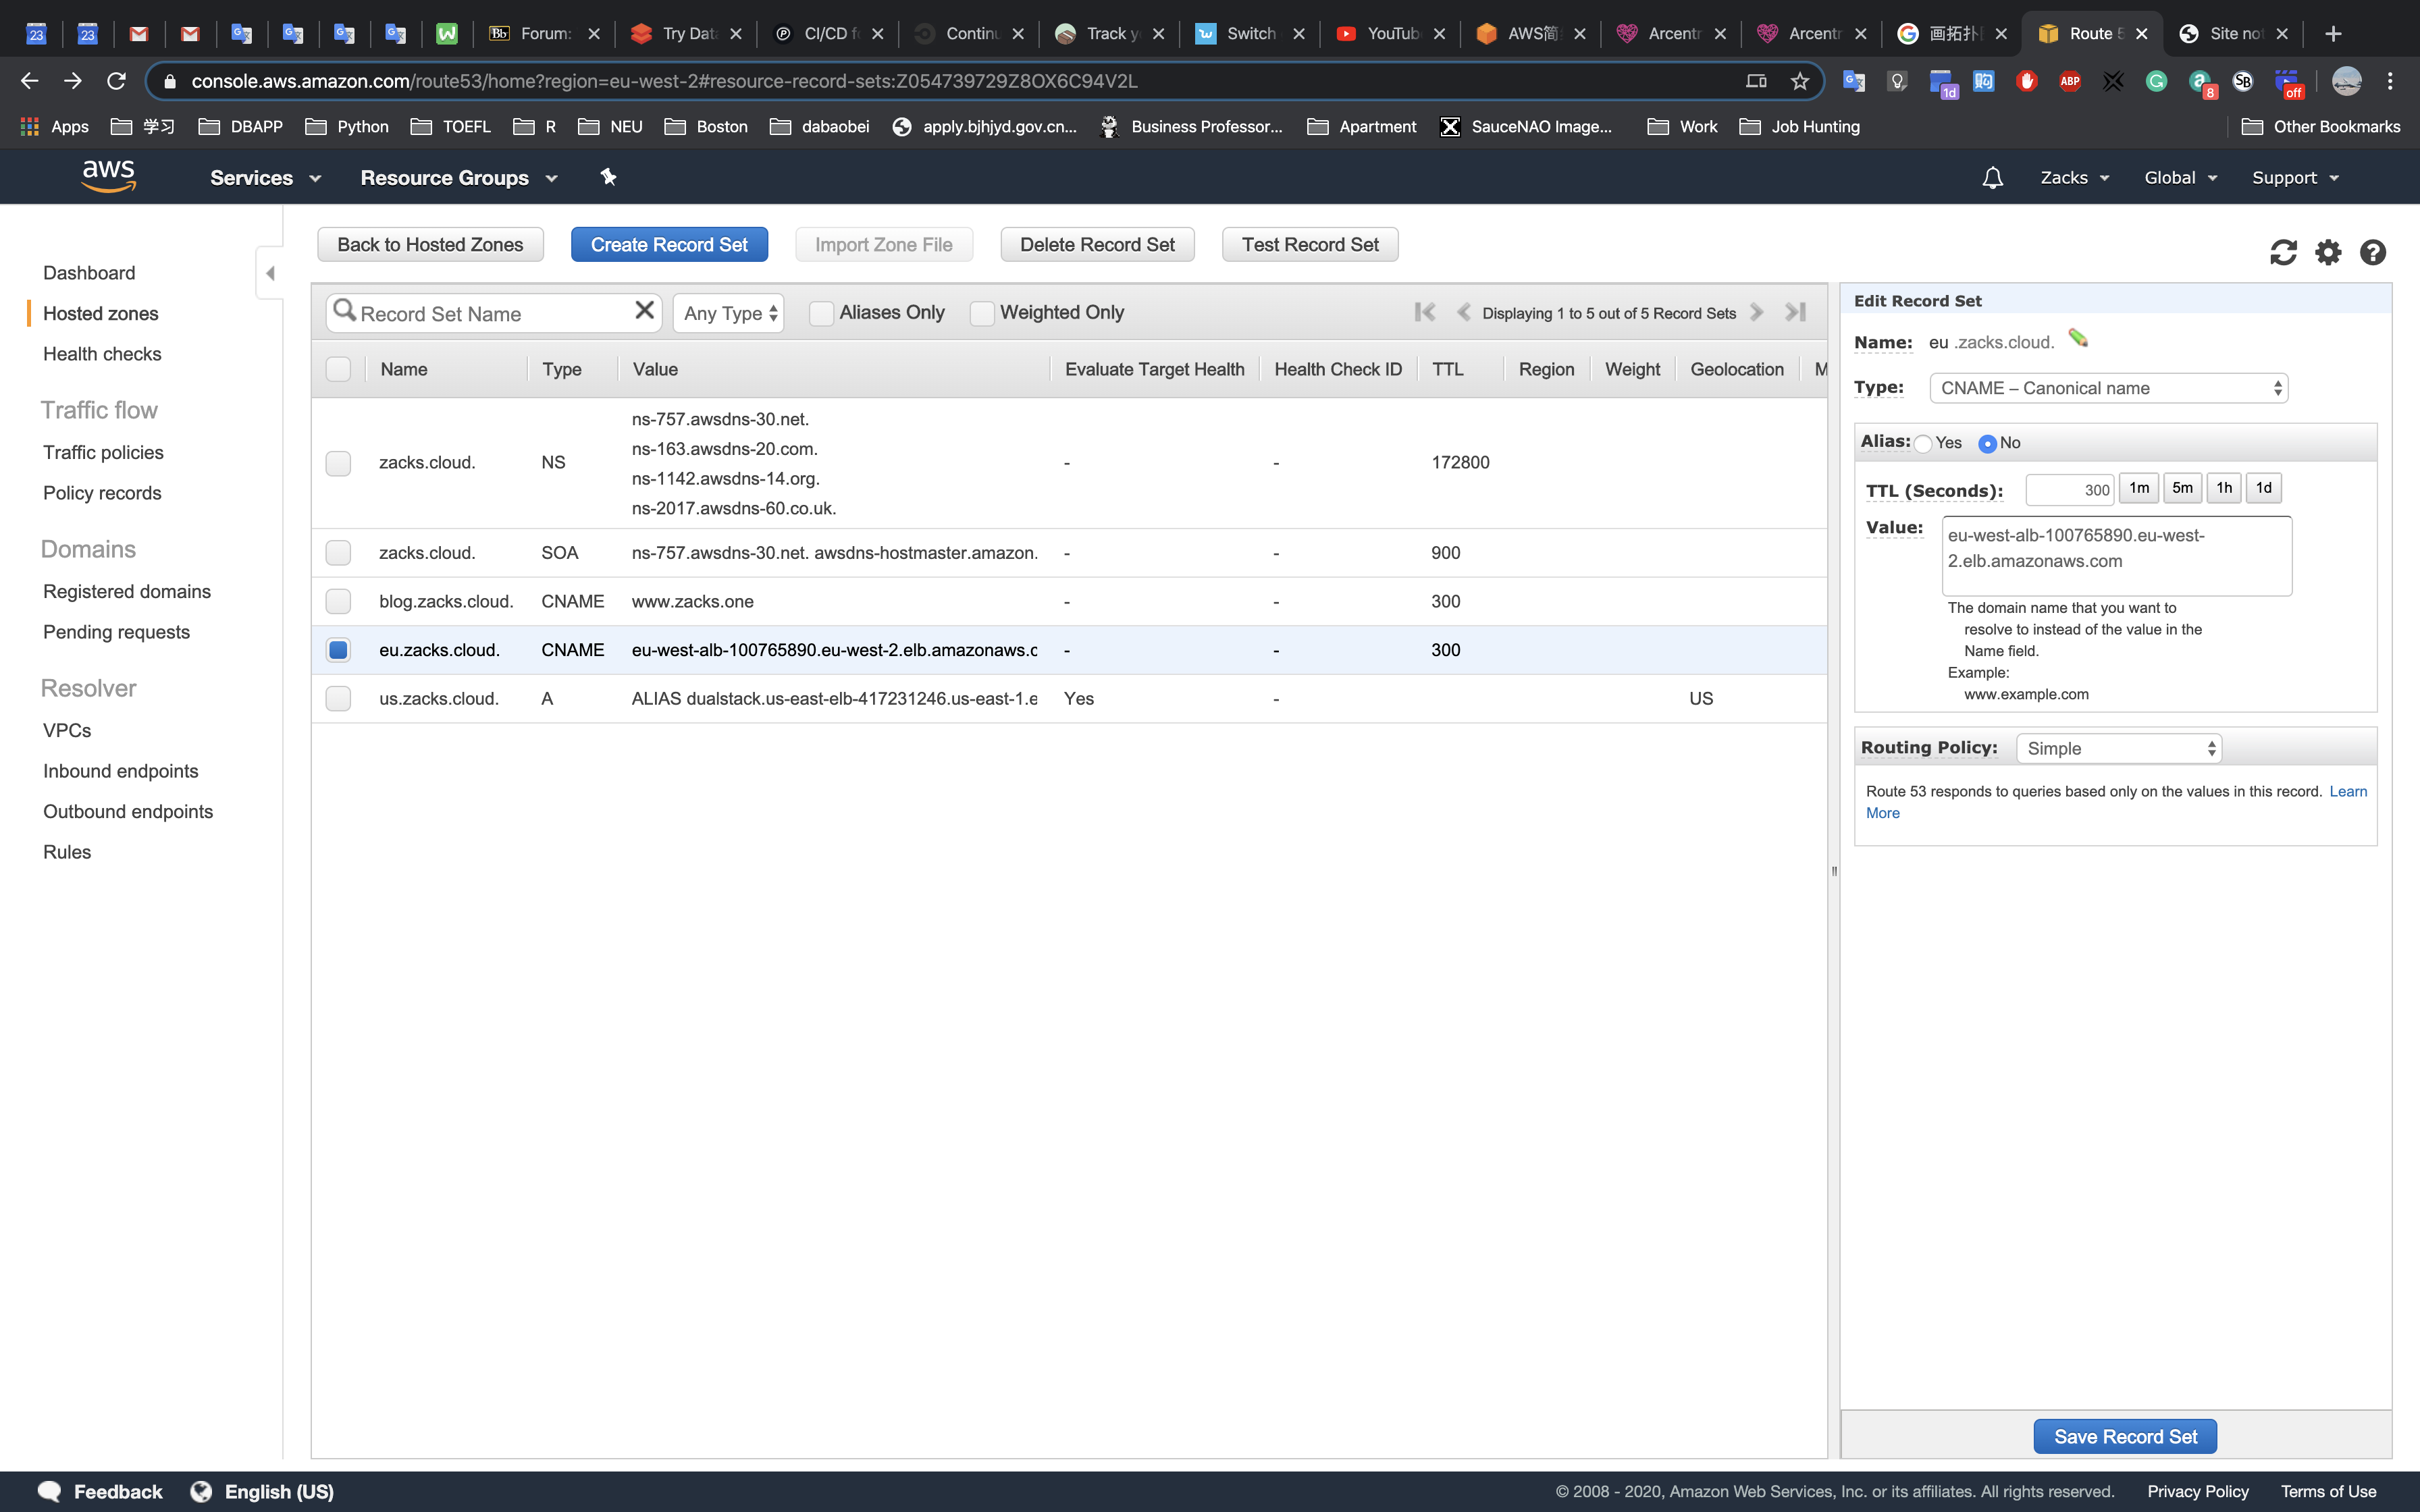 23
23
Bb Forum:
Try Dat
CI/CD f
Continu
Track y
Switch
YouTub
AWS简
Arcentr
Arcentr
画拓扑
Route 5
Site not
console.aws.amazon.com/route53/home?region=eu-west-2#resource-record-sets:Z054739729Z8OX6C94V2L
1d
ABP
8
SB
off
Apps
学习
DBAPP
Python
TOEFL
R
NEU
Boston
dabaobei
apply.bjhjyd.gov.cn...
Business Professor...
Apartment
SauceNAO Image...
Work
Job Hunting
Other Bookmarks
aws
Services
Resource Groups
Zacks
Global
Support
Back to Hosted Zones
Create Record Set
Import Zone File
Delete Record Set
Test Record Set
Dashboard
Hosted zones
Health checks
Traffic flow
Traffic policies
Policy records
Domains
Registered domains
Pending requests
Resolver
VPCs
Inbound endpoints
Outbound endpoints
Rules
Record Set Name
Any Type
Aliases Only
Weighted Only
Displaying 1 to 5 out of 5 Record Sets
Name Type Value Evaluate Target Health Health Check ID TTL Region Weight Geolocation M
zacks.cloud. NS ns-757.awsdns-30.net.
ns-163.awsdns-20.com.
ns-1142.awsdns-14.org.
ns-2017.awsdns-60.co.uk. - - 172800
zacks.cloud. SOA ns-757.awsdns-30.net. awsdns-hostmaster.amazon. - - 900
blog.zacks.cloud. CNAME www.zacks.one - - 300
eu.zacks.cloud. CNAME eu-west-alb-100765890.eu-west-2.elb.amazonaws.c - - 300
us.zacks.cloud. A ALIAS dualstack.us-east-elb-417231246.us-east-1.e Yes - US
Edit Record Set
Name: eu .zacks.cloud.
Type: CNAME – Canonical name
Alias: Yes No
TTL (Seconds): 300 1m 5m 1h 1d
Value: eu-west-alb-100765890.eu-west-
2.elb.amazonaws.com
The domain name that you want to
resolve to instead of the value in the
Name field.
Example:
www.example.com
Routing Policy: Simple
Route 53 responds to queries based only on the values in this record. Learn
More
Save Record Set
Feedback
English (US)
© 2008 - 2020, Amazon Web Services, Inc. or its affiliates. All rights reserved.
Privacy Policy
Terms of Use